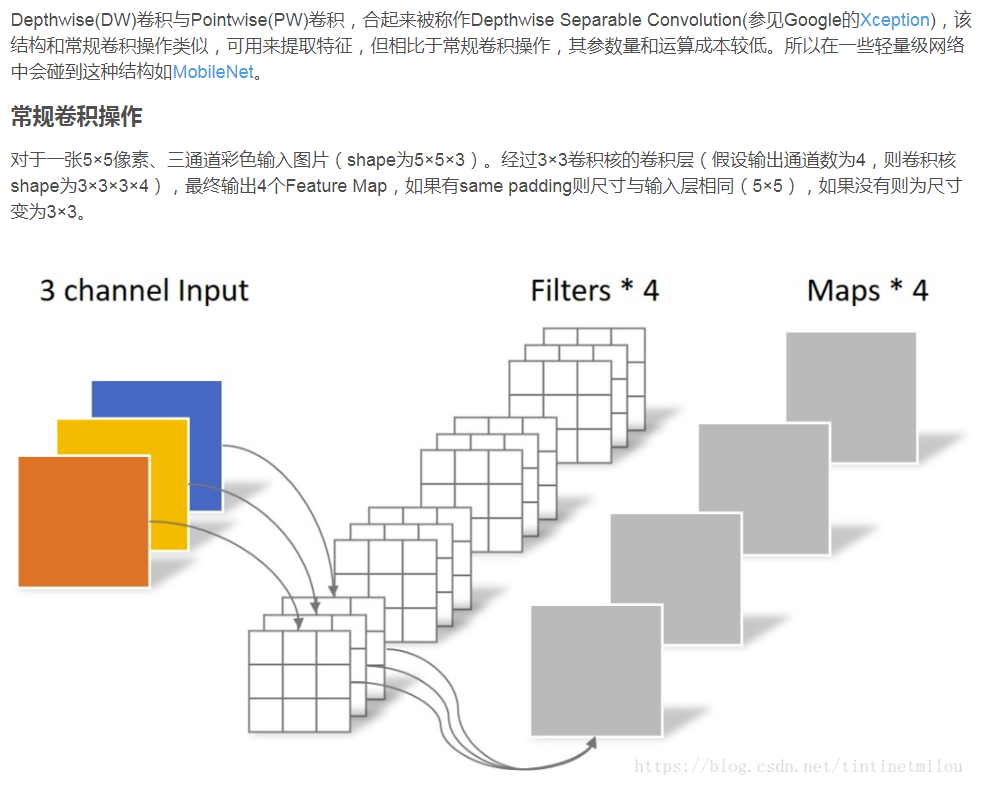 Depthwise(DW)卷积与Pointwise(PW)卷积，合起来被称作Depthwise Separable Convolution(参见Google的Xception)，该
结构和常规卷积操作类似，可用来提取特征，但相比于常规卷积操作，其参数量和运算成本较低。所以在一些轻量级网络
中会碰到这种结构如MobileNet。
常规卷积操作
对于一张5×5像素、三通道彩色输入图片（shape为5×5×3）。经过3×3卷积核的卷积层（假设输出通道数为4，则卷积核
shape为3×3×3×4），最终输出4个Feature Map，如果有same padding则尺寸与输入层相同（5×5），如果没有则为尺寸
变为3×3。
3 channel Input
Filters * 4
Maps * 4
https://blog.csdn.net/tintinetmilou